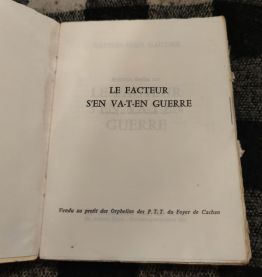 LE FACTEUR
S'EN VA-T-EN GUERRE
Vendu au profit des Orphelins des P.T.T. du Foyer de Cachan